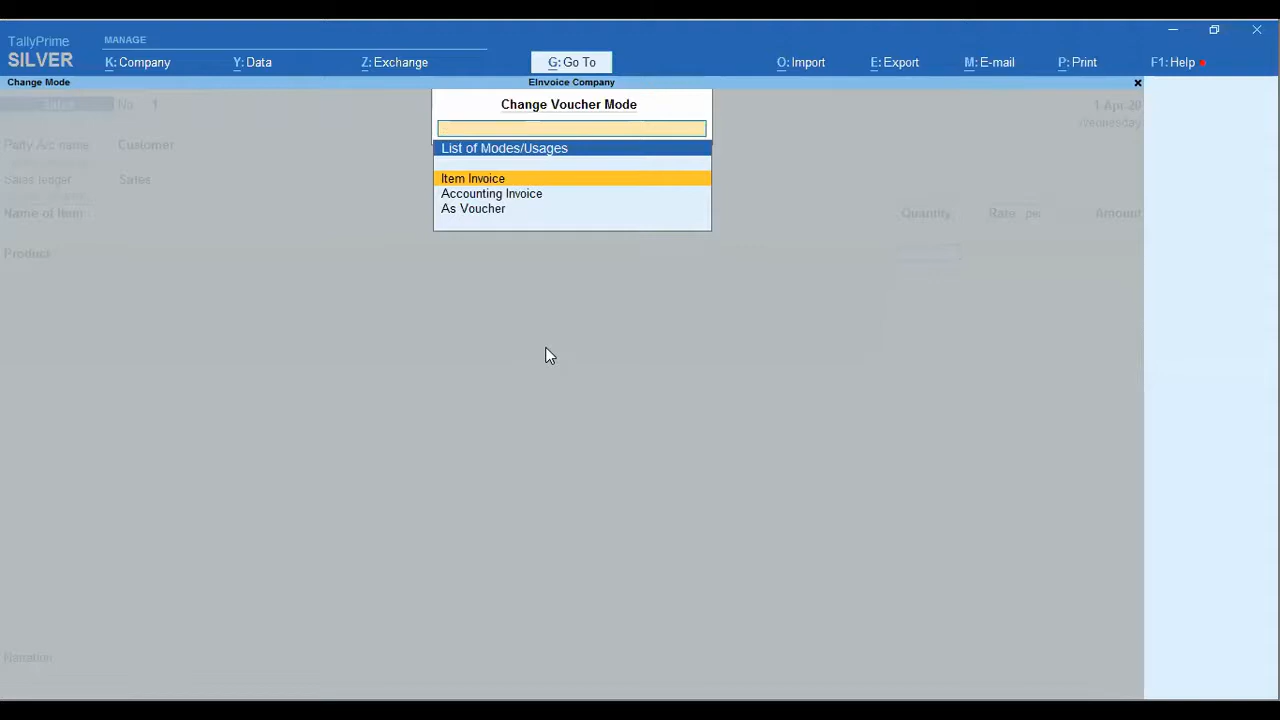 TallyPrime
MANAGE
SILVER
K: Company
Y: Data
Z: Exchange
G: Go To
O: Import
E: Export
M: E-mail
P: Print
F1: Help
Change Mode
EInvoice Company
Sales No. 1
Change Voucher Mode
1-Apr-20
Wednesday
Party A/c name Customer
List of Modes/Usages
Sales ledger Sales
Item Invoice
Accounting Invoice
As Voucher
Name of Item
Quantity
Rate per
Amount
Product
Narration